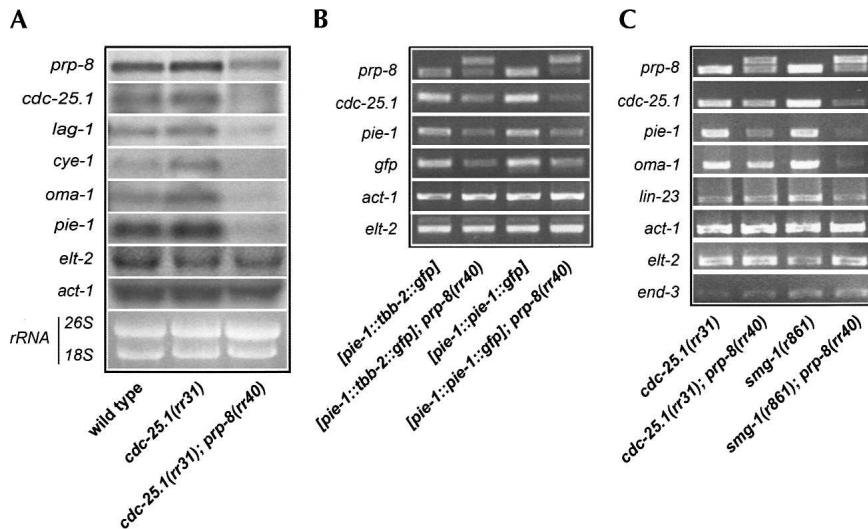 A
prp-8
cdc-25.1
lag-1
cye-1
oma-1
pie-1
elt-2
act-1
rRNA
26S
18S
wild type
cdc-25.1(rr31)
cdc-25.1(rr31); prp-8(rr40)
B
prp-8
cdc-25.1
pie-1
gfp
act-1
elt-2
[pie-1::tbb-2::gfp]
[pie-1::tbb-2::gfp]; prp-8(rr40)
[pie-1::pie-1::gfp]
[pie-1::pie-1::gfp]; prp-8(rr40)
C
prp-8
cdc-25.1
pie-1
oma-1
lin-23
act-1
elt-2
end-3
cdc-25.1(rr31)
cdc-25.1(rr31); prp-8(rr40)
smg-1(r861)
smg-1(r861); prp-8(rr40)